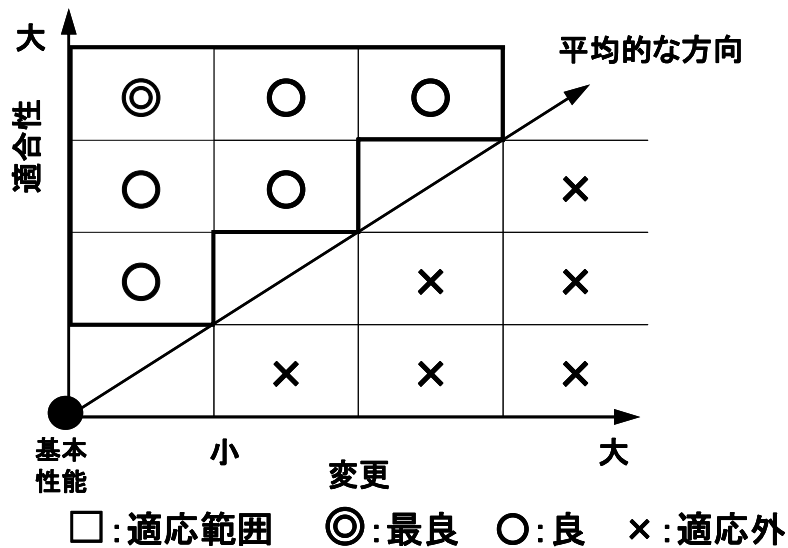 大
平均的な方向
適合性
◎ ○ ○
○ ○ ×
○ × ×
× × ×
基本
性能
小
大
変更
□:適応範囲 ◎:最良 ○:良 ×:適応外